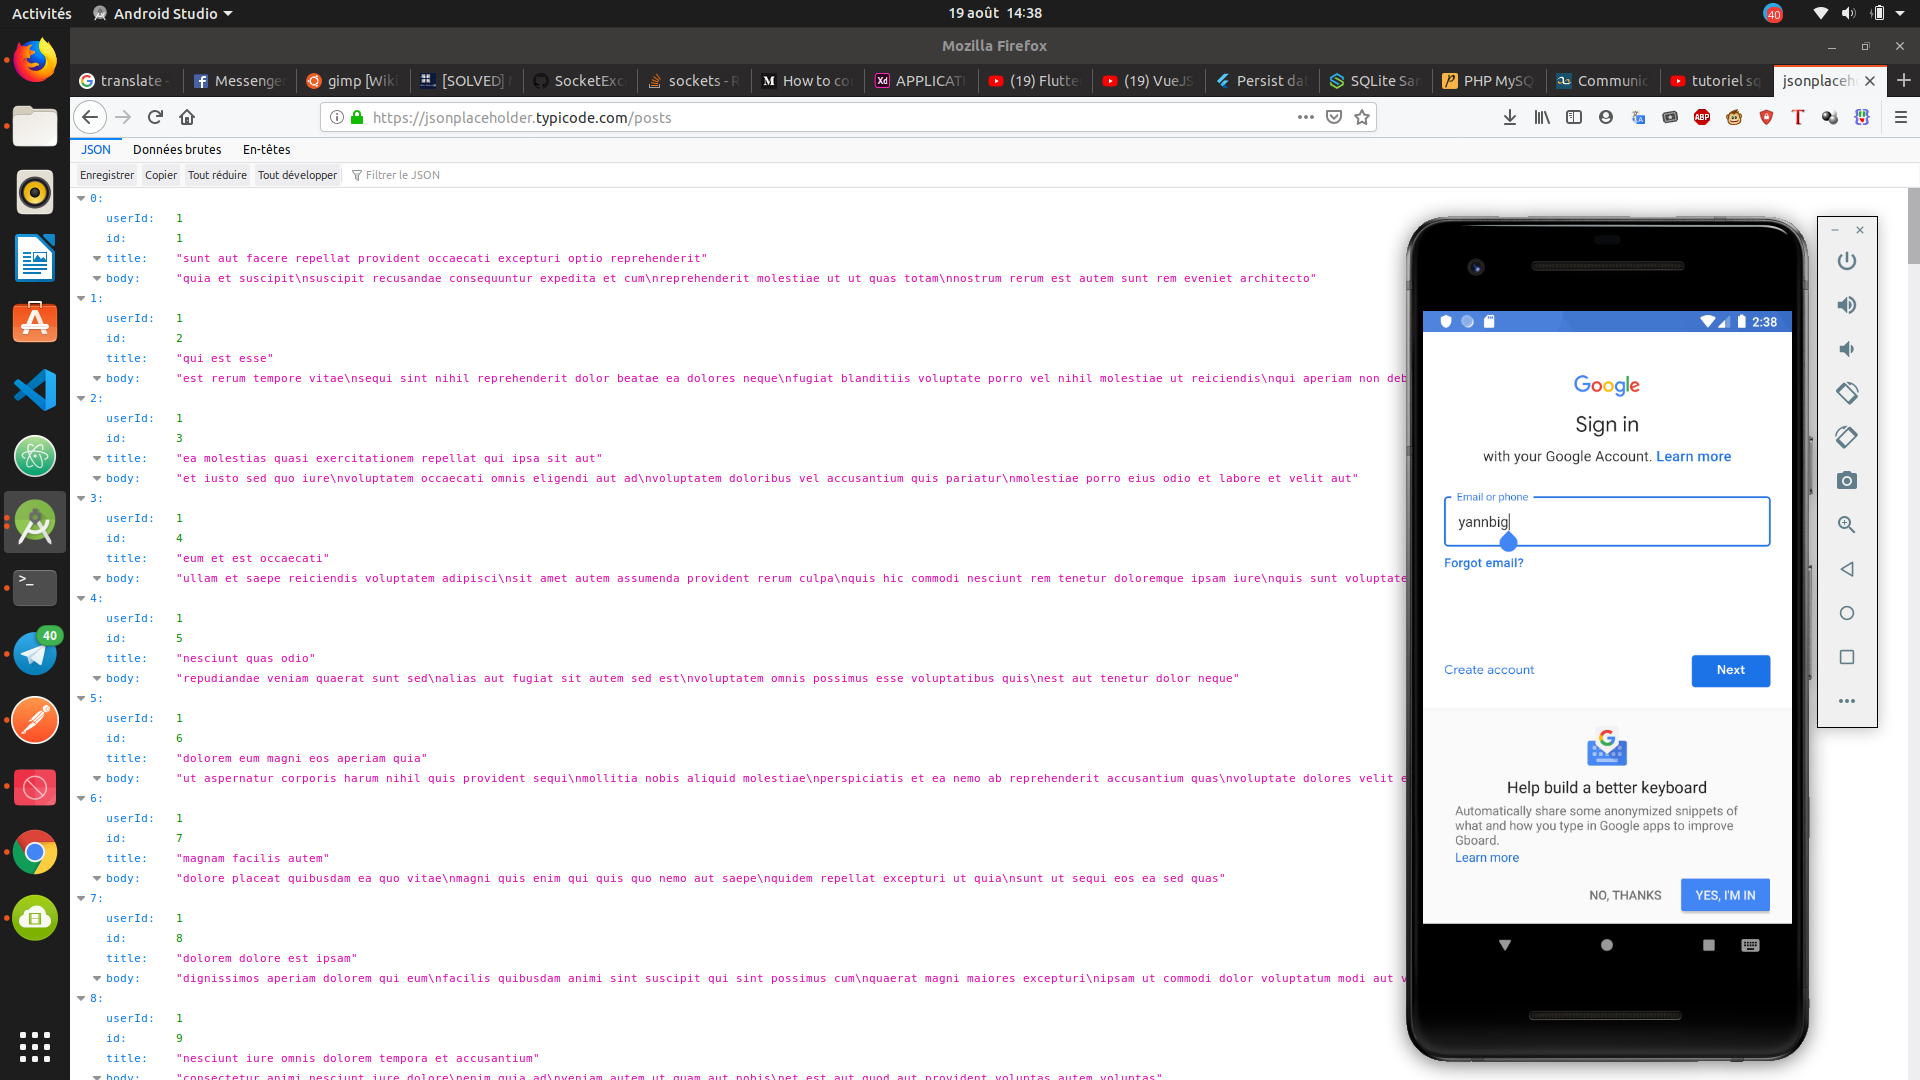 Activités
Android Studio
19 août 14:38
40
Mozilla Firefox
translate -
Messenge
gimp [Wiki
[SOLVED]
SocketExc
sockets - R
How to co
APPLICAT
(19) Flutte
(19) VueJS
Persist da
SQLite Sa
PHP MySQ
Communi
tutoriel sq
jsonplaceh
https://jsonplaceholder.typicode.com/posts
JSON
Données brutes
En-têtes
Enregistrer
Copier
Tout réduire
Tout développer
Filtrer le JSON
0:
userId: 1
id: 1
title: "sunt aut facere repellat provident occaecati excepturi optio reprehenderit"
body: "quia et suscipit\nsuscipit recusandae consequuntur expedita et cum\nreprehenderit molestiae ut ut quas totam\nnostrum rerum est autem sunt rem eveniet architecto"
1:
userId: 1
id: 2
title: "qui est esse"
body: "est rerum tempore vitae\nsequi sint nihil reprehenderit dolor beatae ea dolores neque\nfugiat blanditiis voluptate porro vel nihil molestiae ut reiciendis\nqui aperiam non deb
2:
userId: 1
id: 3
title: "ea molestias quasi exercitationem repellat qui ipsa sit aut"
body: "et iusto sed quo iure\nvoluptatem occaecati omnis eligendi aut ad\nvoluptatem doloribus vel accusantium quis pariatur\nmolestiae porro eius odio et labore et velit aut"
3:
userId: 1
id: 4
title: "eum et est occaecati"
body: "ullam et saepe reiciendis voluptatem adipisci\nsit amet autem assumenda provident rerum culpa\nquis hic commodi nesciunt rem tenetur doloremque ipsam iure\nquis sunt voluptate
4:
userId: 1
id: 5
title: "nesciunt quas odio"
body: "repudiandae veniam quaerat sunt sed\nalias aut fugiat sit autem sed est\nvoluptatem omnis possimus esse voluptatibus quis\nest aut tenetur dolor neque"
5:
userId: 1
id: 6
title: "dolorem eum magni eos aperiam quia"
body: "ut aspernatur corporis harum nihil quis provident sequi\nmollitia nobis aliquid molestiae\nperspiciatis et ea nemo ab reprehenderit accusantium quas\nvoluptate dolores velit e
6:
userId: 1
id: 7
title: "magnam facilis autem"
body: "dolore placeat quibusdam ea quo vitae\nmagni quis enim qui quis quo nemo aut saepe\nquidem repellat excepturi ut quia\nsunt ut sequi eos ea sed quas"
7:
userId: 1
id: 8
title: "dolorem dolore est ipsam"
body: "dignissimos aperiam dolorem qui eum\nfacilis quibusdam animi sint suscipit qui sint possimus cum\nquaerat magni maiores excepturi\nipsam ut commodi dolor voluptatum modi aut v
8:
userId: 1
id: 9
title: "nesciunt iure omnis dolorem tempora et accusantium"
body: "consectetur animi nesciunt iure dolore\nenim quia ad\nveniam autem ut quam aut nobis\net est aut quod aut provident voluptas autem voluptas"
40
ABP
2:38
Google
Sign in
with your Google Account. Learn more
Email or phone
yannbig
Forgot email?
Create account
Next
Help build a better keyboard
Automatically share some anonymized snippets of
what and how you type in Google apps to improve
Gboard.
Learn more
NO, THANKS
YES, I'M IN